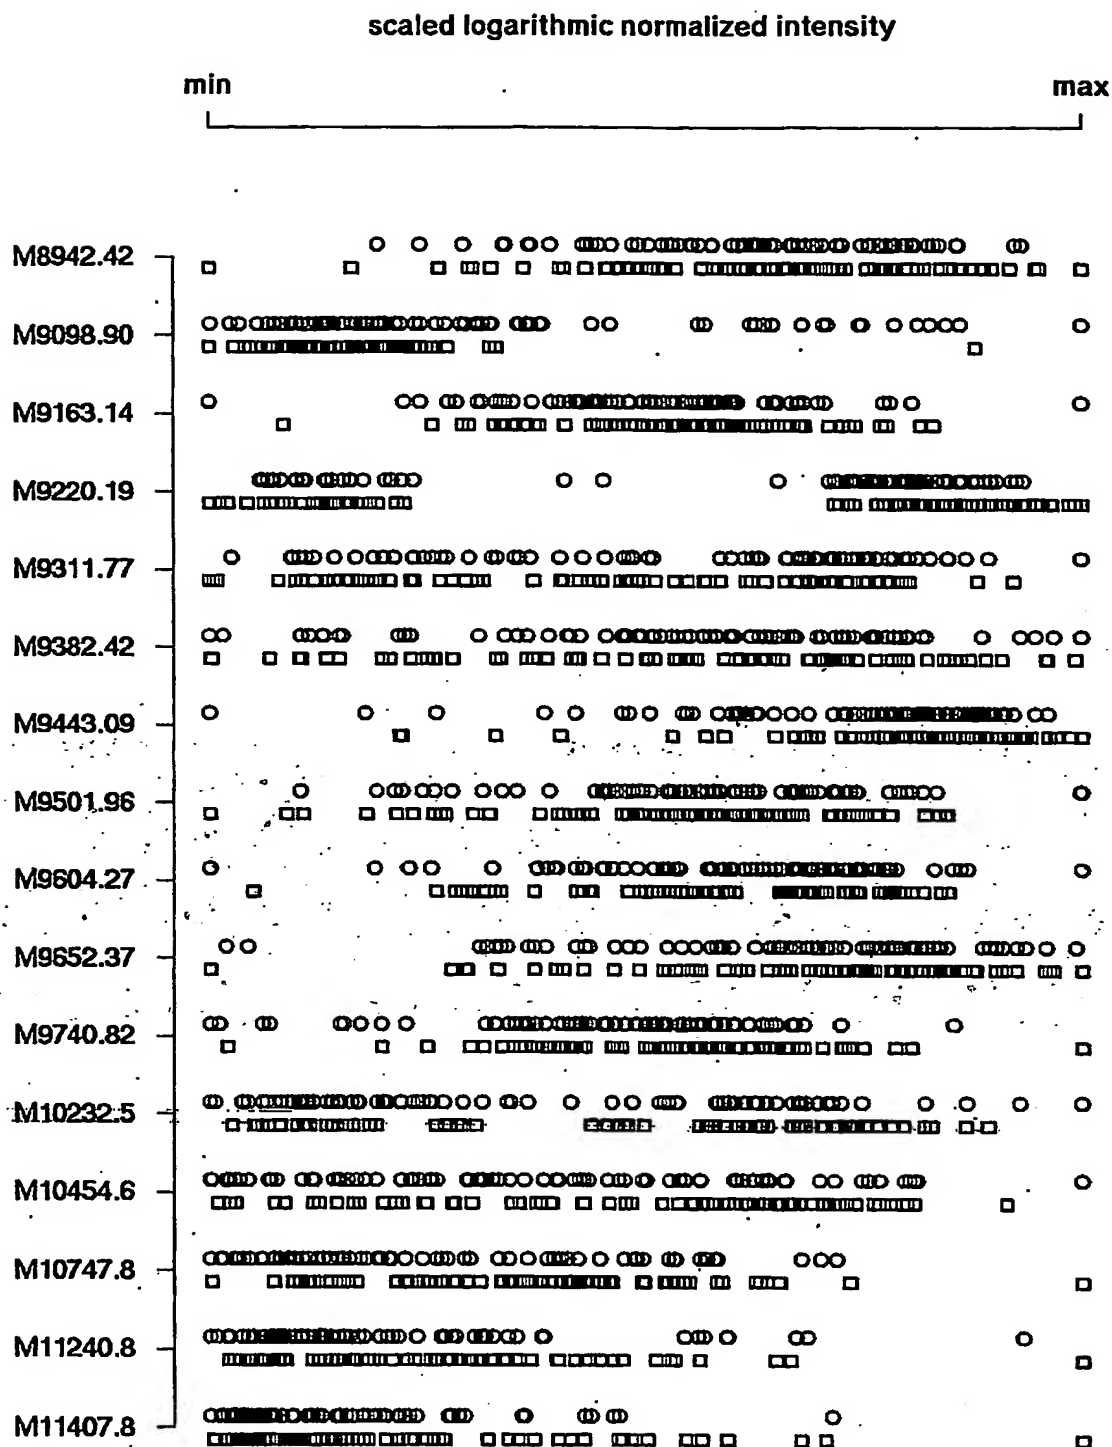 scaled logarithmic normalized intensity
min max
M8942.42
M9098.90
M9163.14
M9220.19
M9311.77
M9382.42
M9443.09
M9501.96
M9604.27
M9652.37
M9740.82
M10232.5
M10454.6
M10747.8
M11240.8
M11407.8